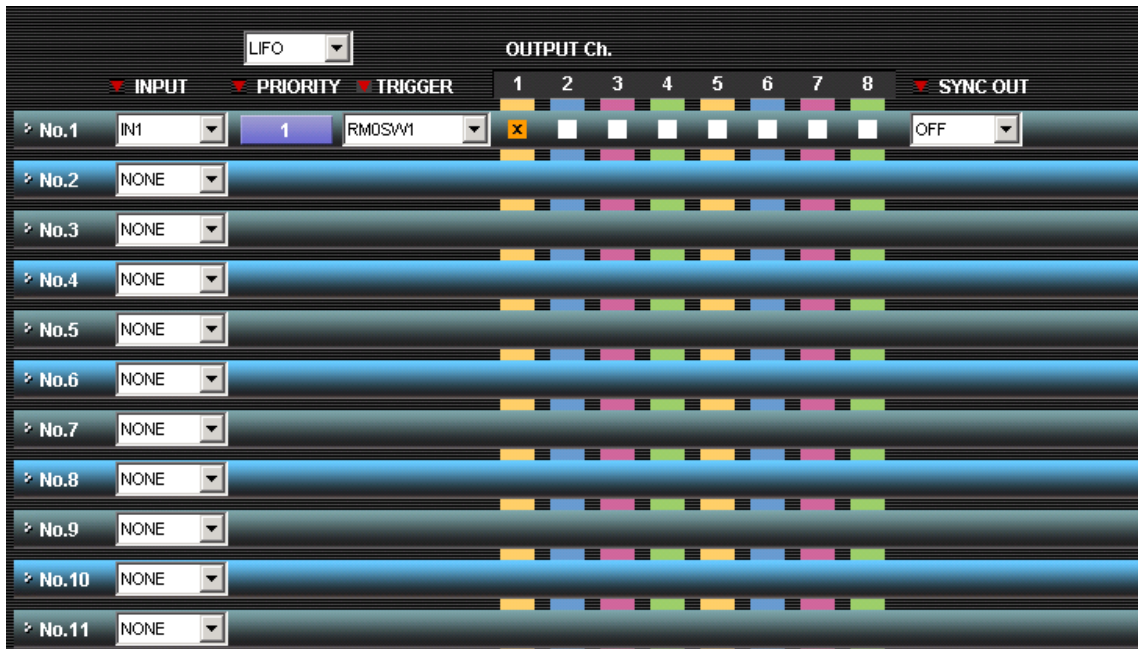 LIFO
OUTPUT Ch.
INPUT PRIORITY TRIGGER 1 2 3 4 5 6 7 8 SYNC OUT
No.1 IN1 1 RM0SW1 x OFF
No.2 NONE
No.3 NONE
No.4 NONE
No.5 NONE
No.6 NONE
No.7 NONE
No.8 NONE
No.9 NONE
No.10 NONE
No.11 NONE